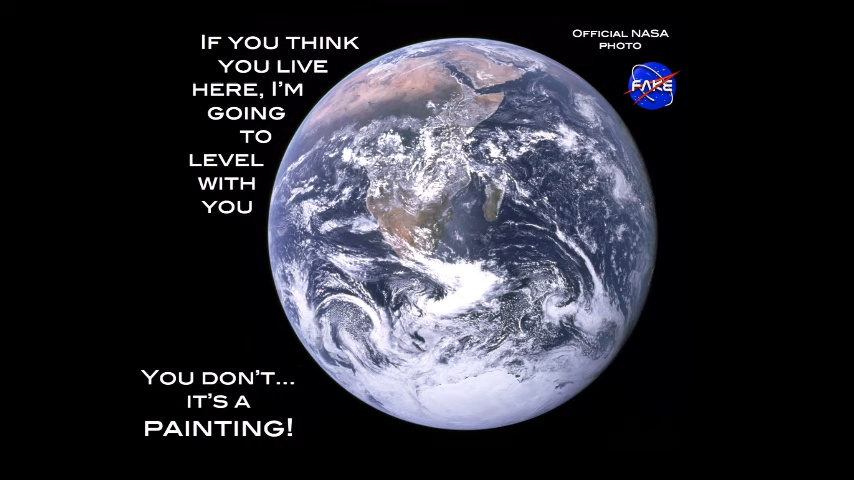 If you think
you live
here, I'm
going
to
level
with
you
Official NASA
photo
FAKE
You don't...
it's a
painting!